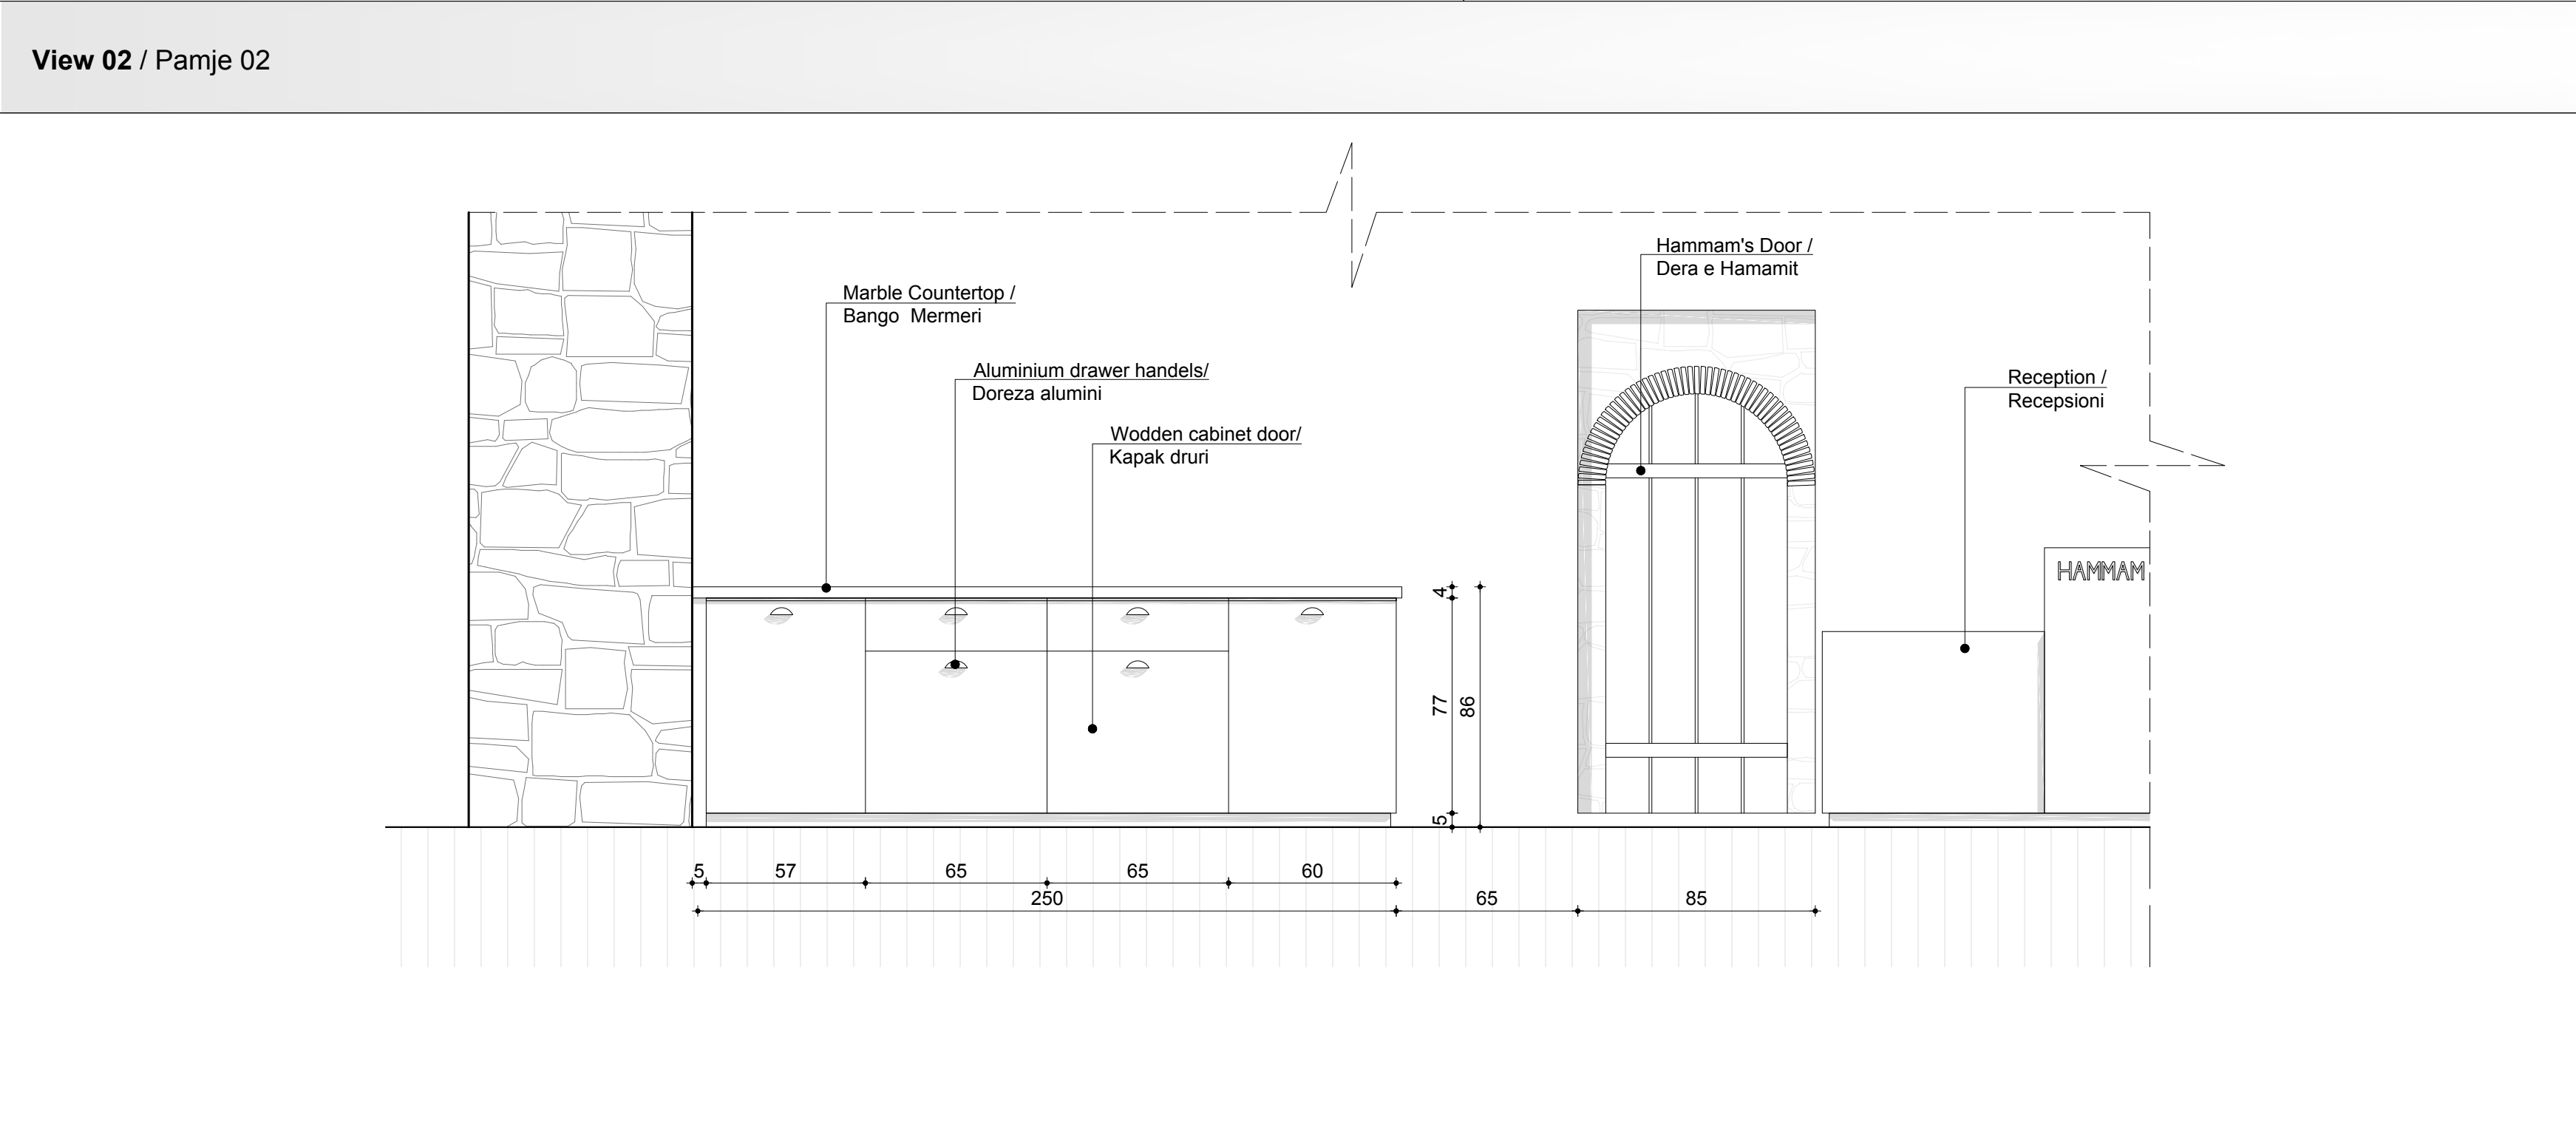 View 02 / Pamje 02
Hammam's Door /
Dera e Hamamit
Marble Countertop /
Bango Mermeri
Aluminium drawer handels/
Doreza alumini
Reception /
Recepsioni
Wodden cabinet door/
Kapak druri
HAMMAM
4
77
86
5
5 57 65 65 60
250 65 85